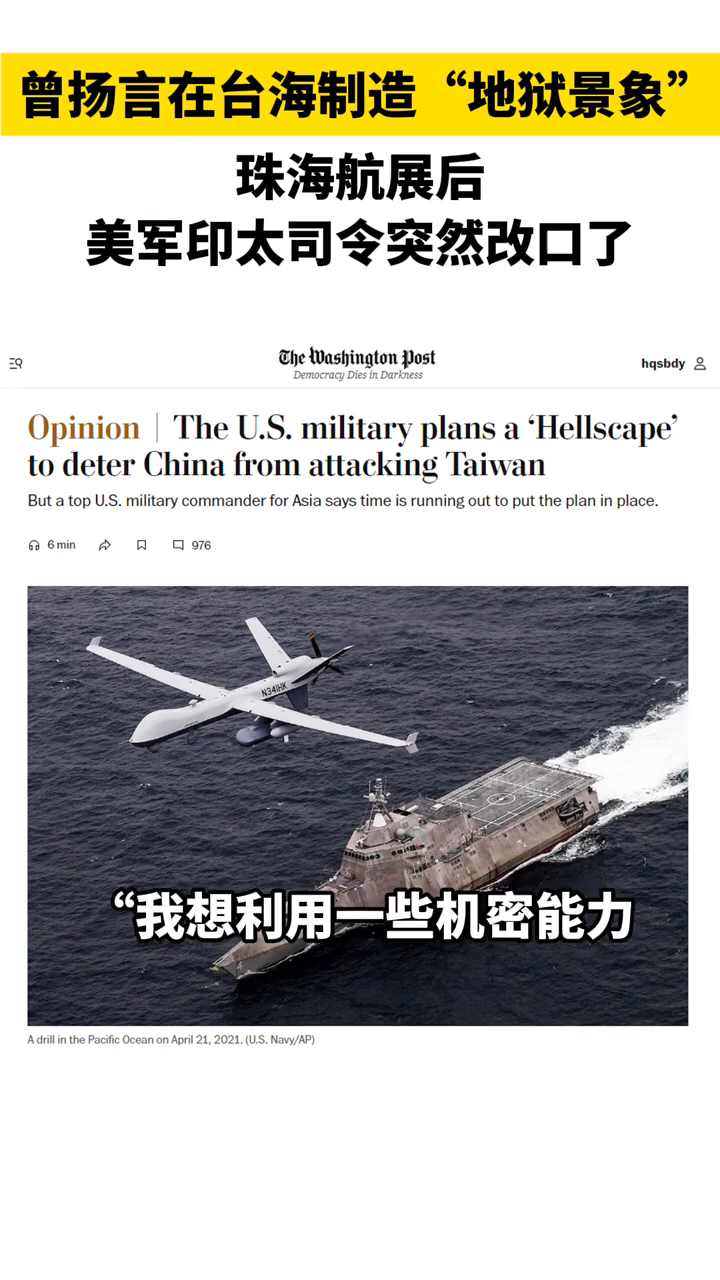 曾扬言在台海制造“地狱景象”
珠海航展后
美军印太司令突然改口了
The Washington Post
Democracy Dies in Darkness
hqsbdy
Opinion | The U.S. military plans a ‘Hellscape’
to deter China from attacking Taiwan
But a top U.S. military commander for Asia says time is running out to put the plan in place.
6 min
976
N341HK
“我想利用一些机密能力
4
A drill in the Pacific Ocean on April 21, 2021. (U.S. Navy/AP)